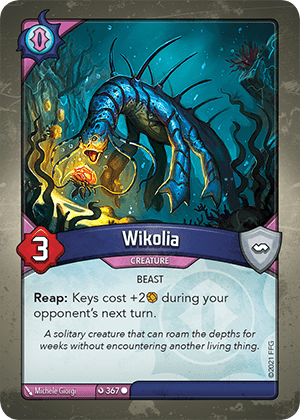 Wikolia
CREATURE
3
BEAST
Reap: Keys cost +2 during your
opponent's next turn.
A solitary creature that can roam the depths for
weeks without encountering another living thing.
Michele Giorgi
367
©2021 FFG